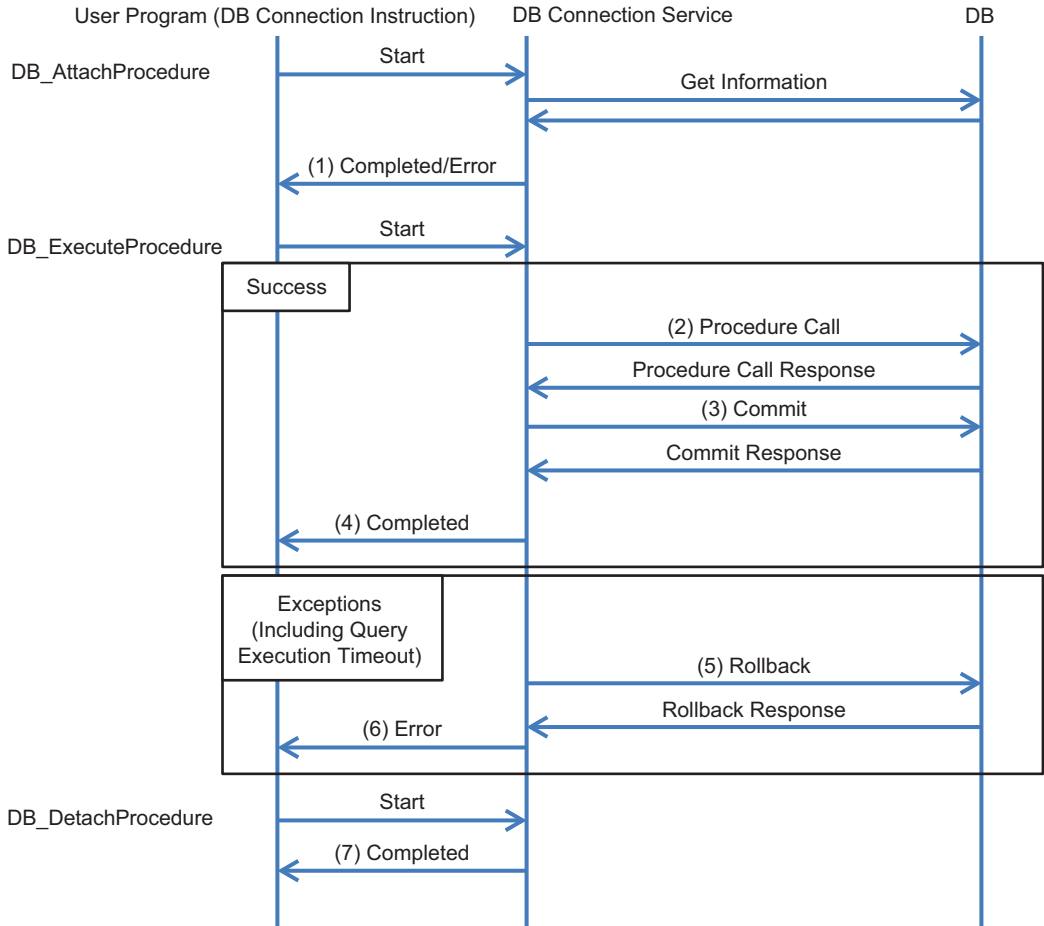 User Program (DB Connection Instruction)
DB Connection Service
DB
DB_AttachProcedure
Start
Get Information
(1) Completed/Error
DB_ExecuteProcedure
Start
Success
(2) Procedure Call
Procedure Call Response
(3) Commit
Commit Response
(4) Completed
Exceptions
(Including Query
Execution Timeout)
(5) Rollback
Rollback Response
(6) Error
DB_DetachProcedure
Start
(7) Completed